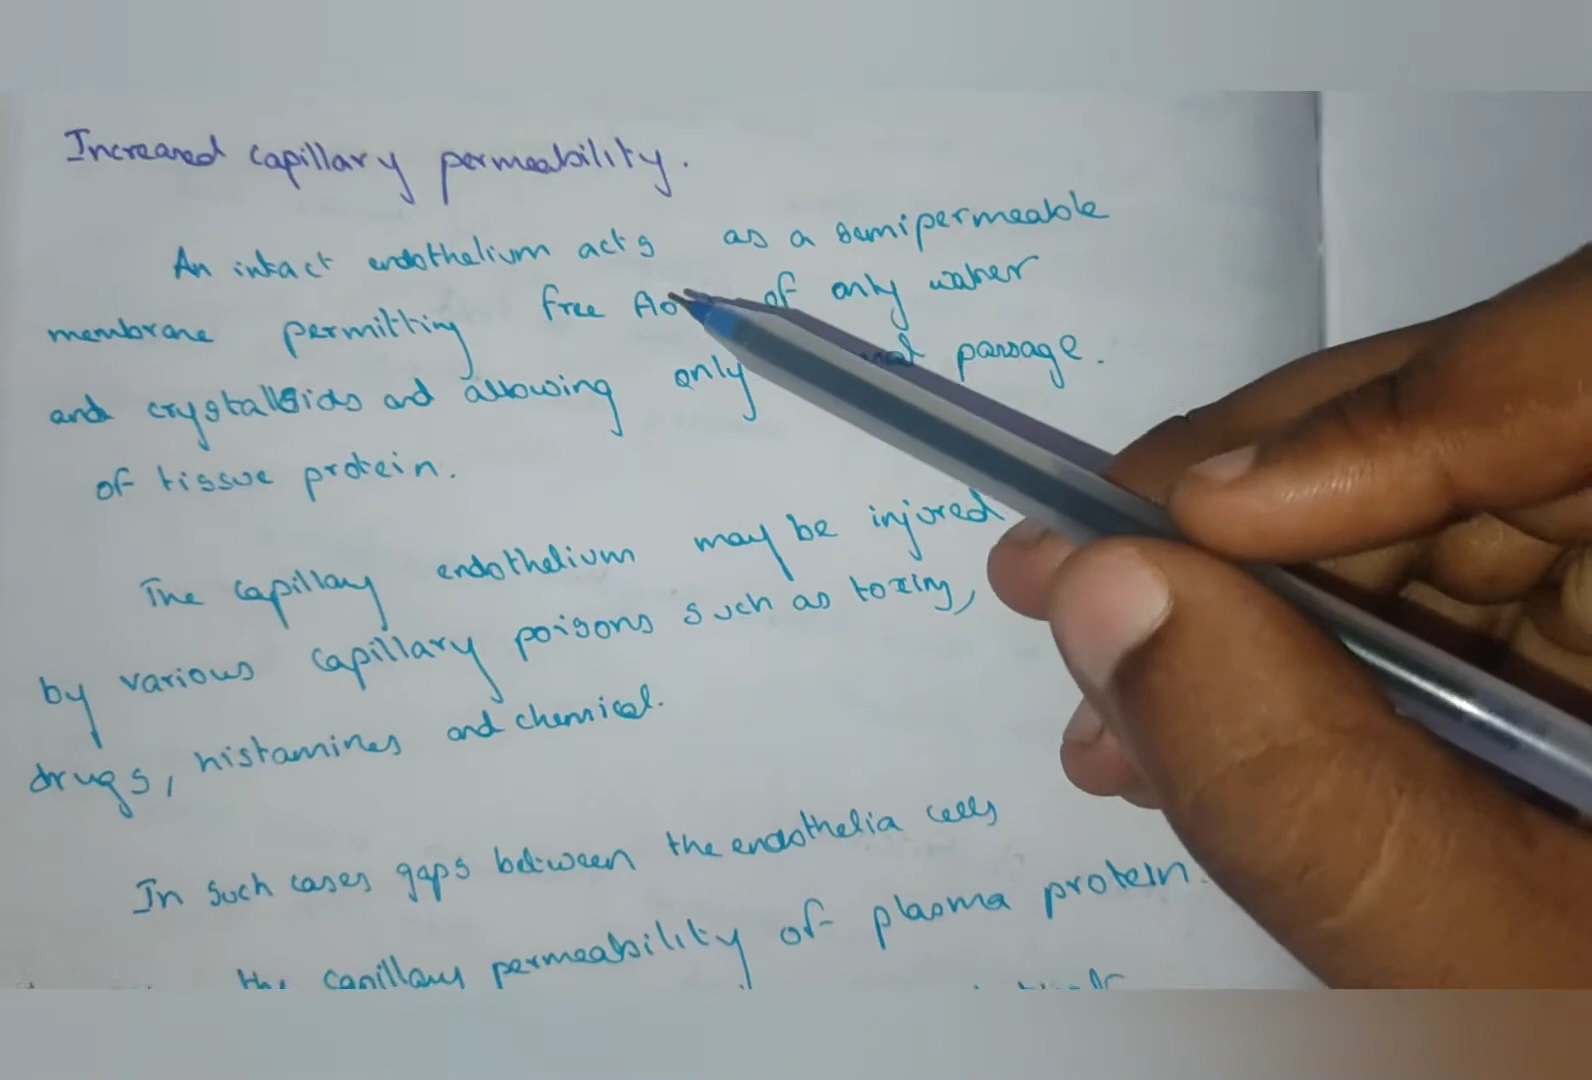 Increased capillary permeability.
An intact endothelium acts as a semipermeable
membrane permitting free of only water
and crystalloids and allowing only passage.
of tissue protein.
The capillary endothelium may be injured
by various capillary poisons such as toxins,
drugs, histamines and chemical.
In such cases gaps between the endothelia cells
the capillary permeability of plasma protein.